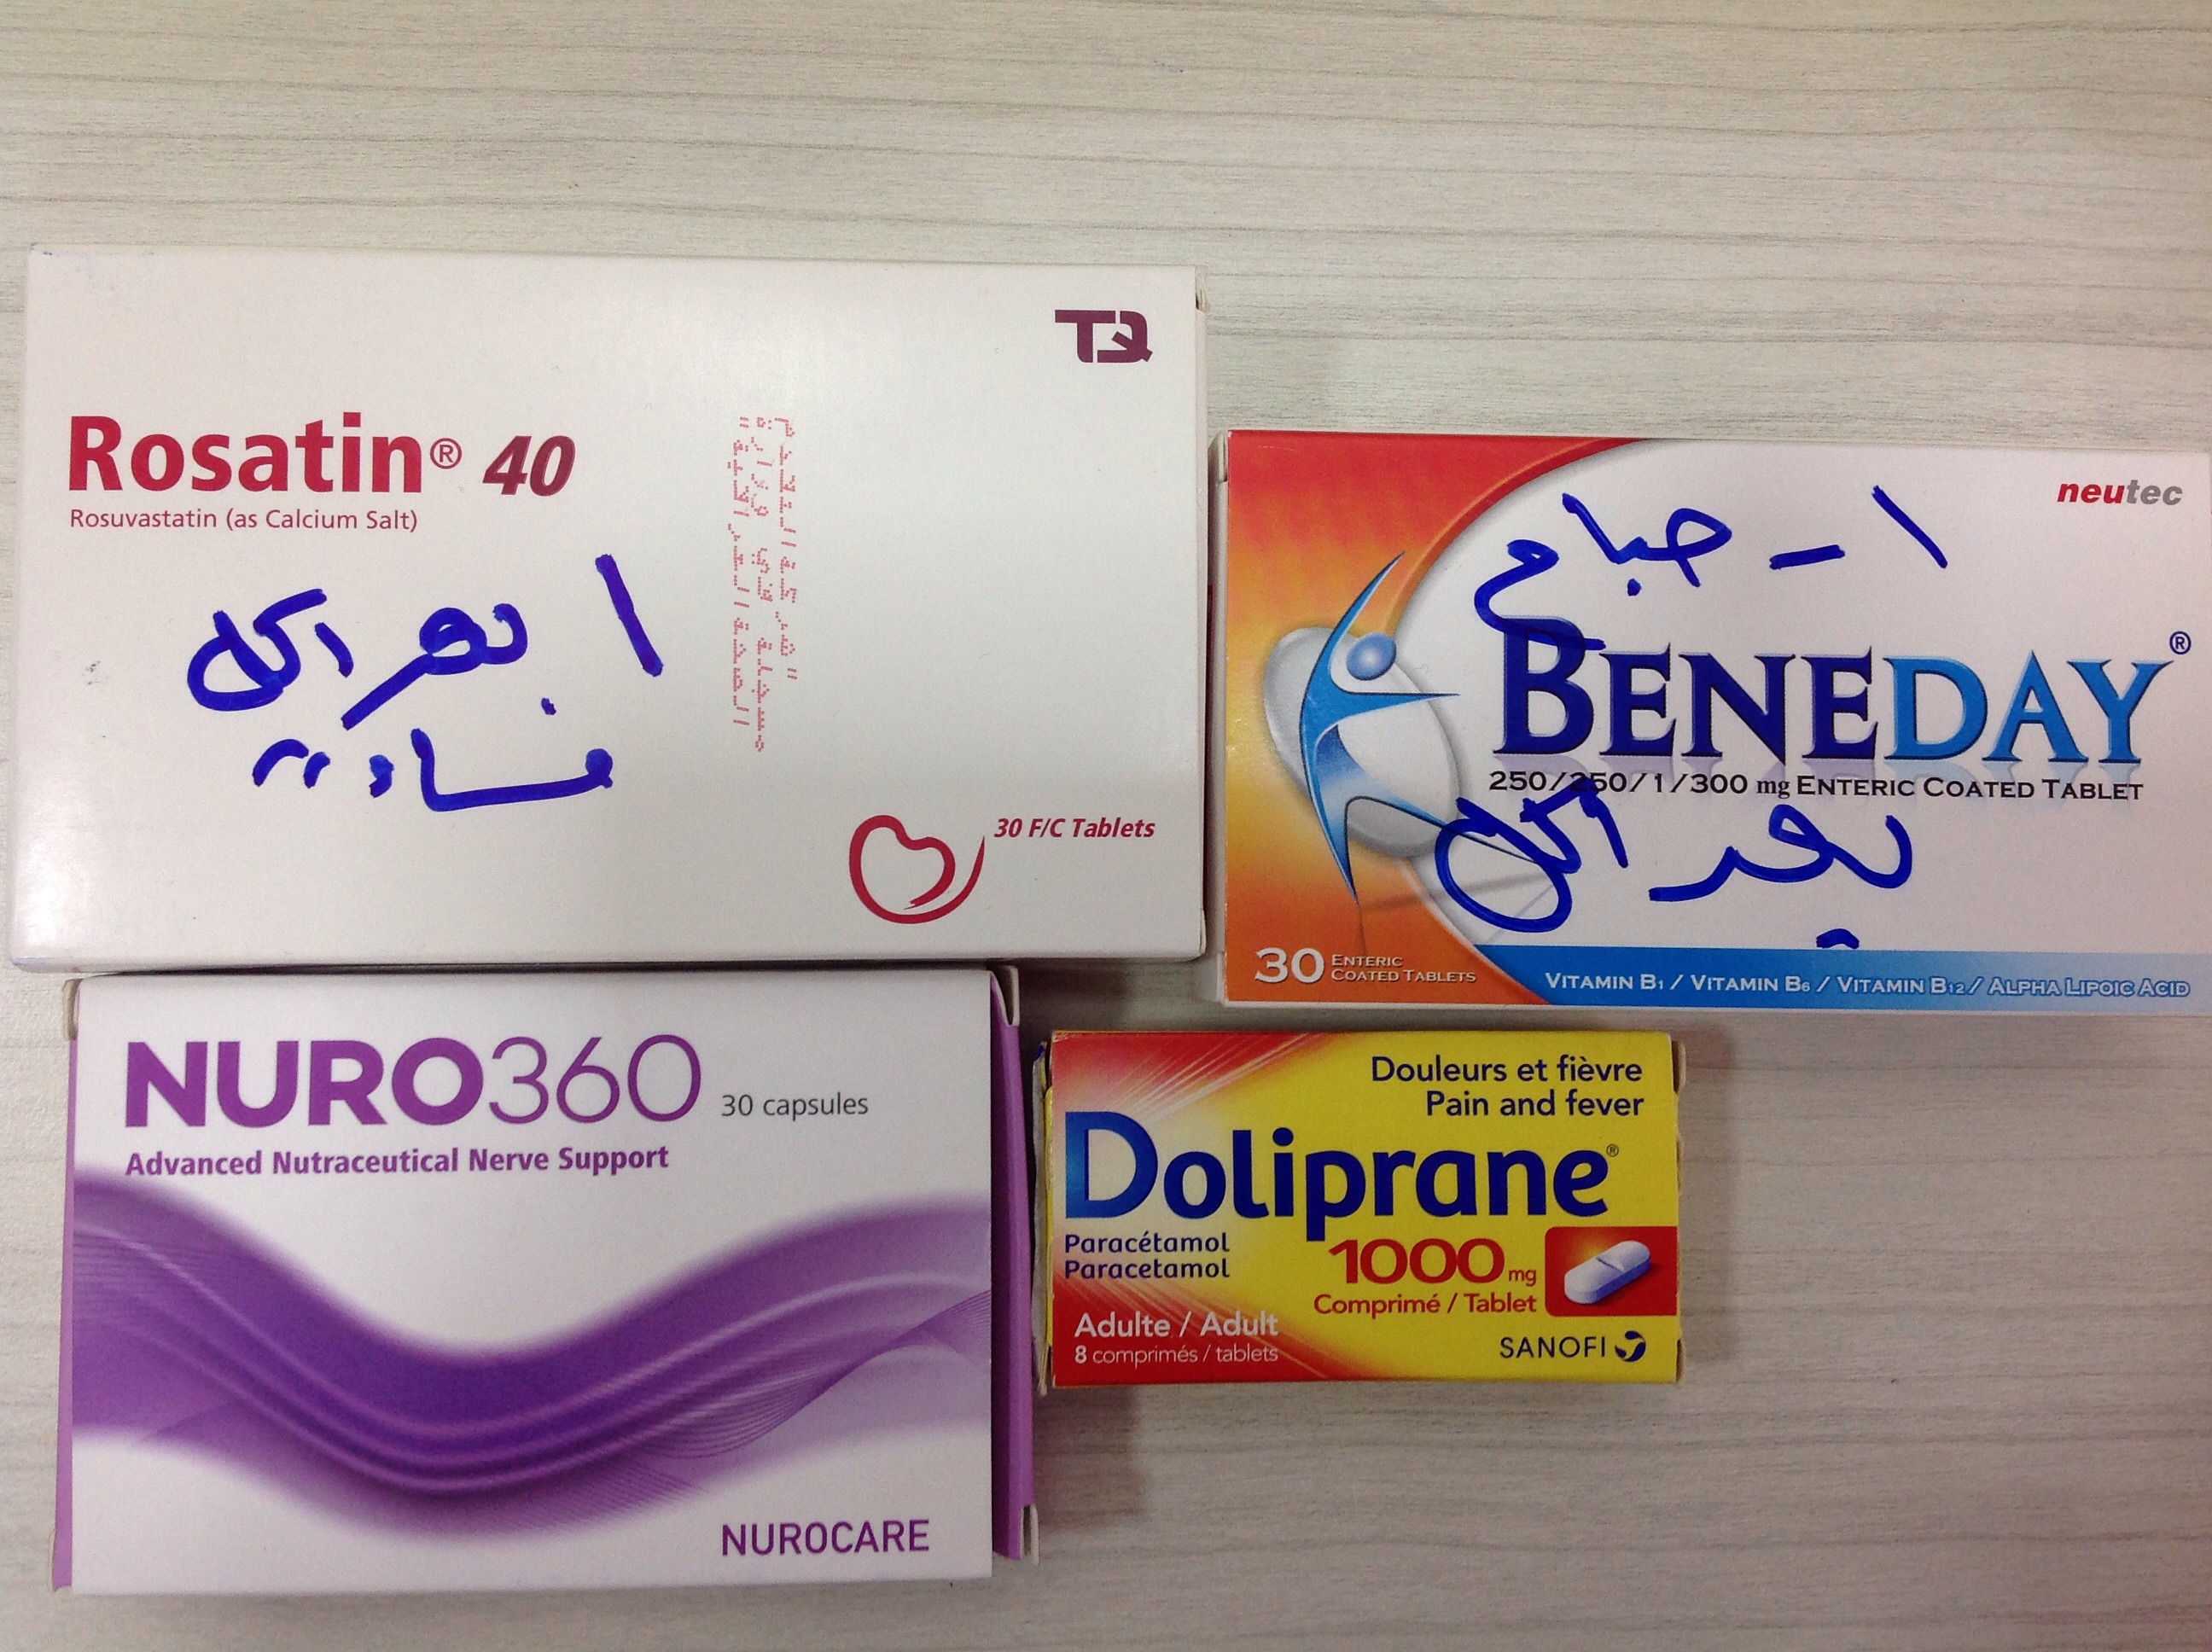 TQ
Rosatin® 40
Rosuvastatin (as Calcium Salt)
١ بعد اكل
مساء
30 F/C Tablets
neutec
١ - صباح
BENEDAY®
250/250/1/300 mg ENTERIC COATED TABLET
بعد اكل
30 ENTERIC
COATED TABLETS
VITAMIN B1 / VITAMIN B6 / VITAMIN B12 / ALPHA LIPOIC ACID
NURO360 30 capsules
Advanced Nutraceutical Nerve Support
NUROCARE
Douleurs et fièvre
Pain and fever
Doliprane®
Paracétamol
Paracetamol
1000 mg
Comprimé / Tablet
Adulte / Adult
8 comprimés / tablets
SANOFI